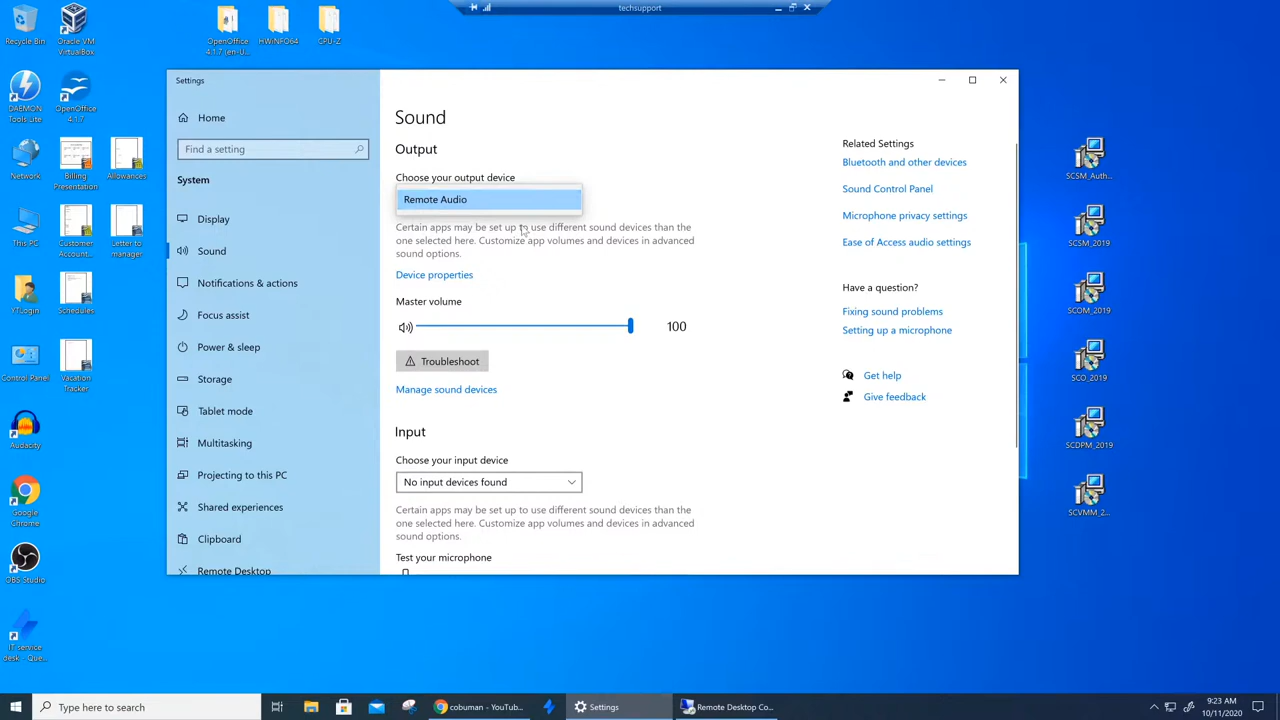 techsupport
Recycle Bin
Oracle VM
VirtualBox
OpenOffice
4.1.7 (en-U...
HWiNFO64
CPU-Z
DAEMON
Tools Lite
OpenOffice
4.1.7
Network
Billing
Presentation
Allowances
This PC
Customer
Account...
Letter to
manager
YTLogin
Schedules
Control Panel
Vacation
Tracker
Audacity
Google
Chrome
OBS Studio
IT service
desk - Que...
Settings
Home
Find a setting
System
Display
Sound
Notifications & actions
Focus assist
Power & sleep
Storage
Tablet mode
Multitasking
Projecting to this PC
Shared experiences
Clipboard
Remote Desktop
Sound
Output
Choose your output device
Remote Audio
Certain apps may be set up to use different sound devices than the
one selected here. Customize app volumes and devices in advanced
sound options.
Device properties
Master volume
100
Troubleshoot
Manage sound devices
Input
Choose your input device
No input devices found
Certain apps may be set up to use different sound devices than the
one selected here. Customize app volumes and devices in advanced
sound options.
Test your microphone
Related Settings
Bluetooth and other devices
Sound Control Panel
Microphone privacy settings
Ease of Access audio settings
Have a question?
Fixing sound problems
Setting up a microphone
Get help
Give feedback
SCSM_Auth...
SCSM_2019
SCOM_2019
SCO_2019
SCDPM_2019
SCVMM_2...
Type here to search
cobuman - YouTub...
Settings
Remote Desktop Co...
9:23 AM
10/11/2020